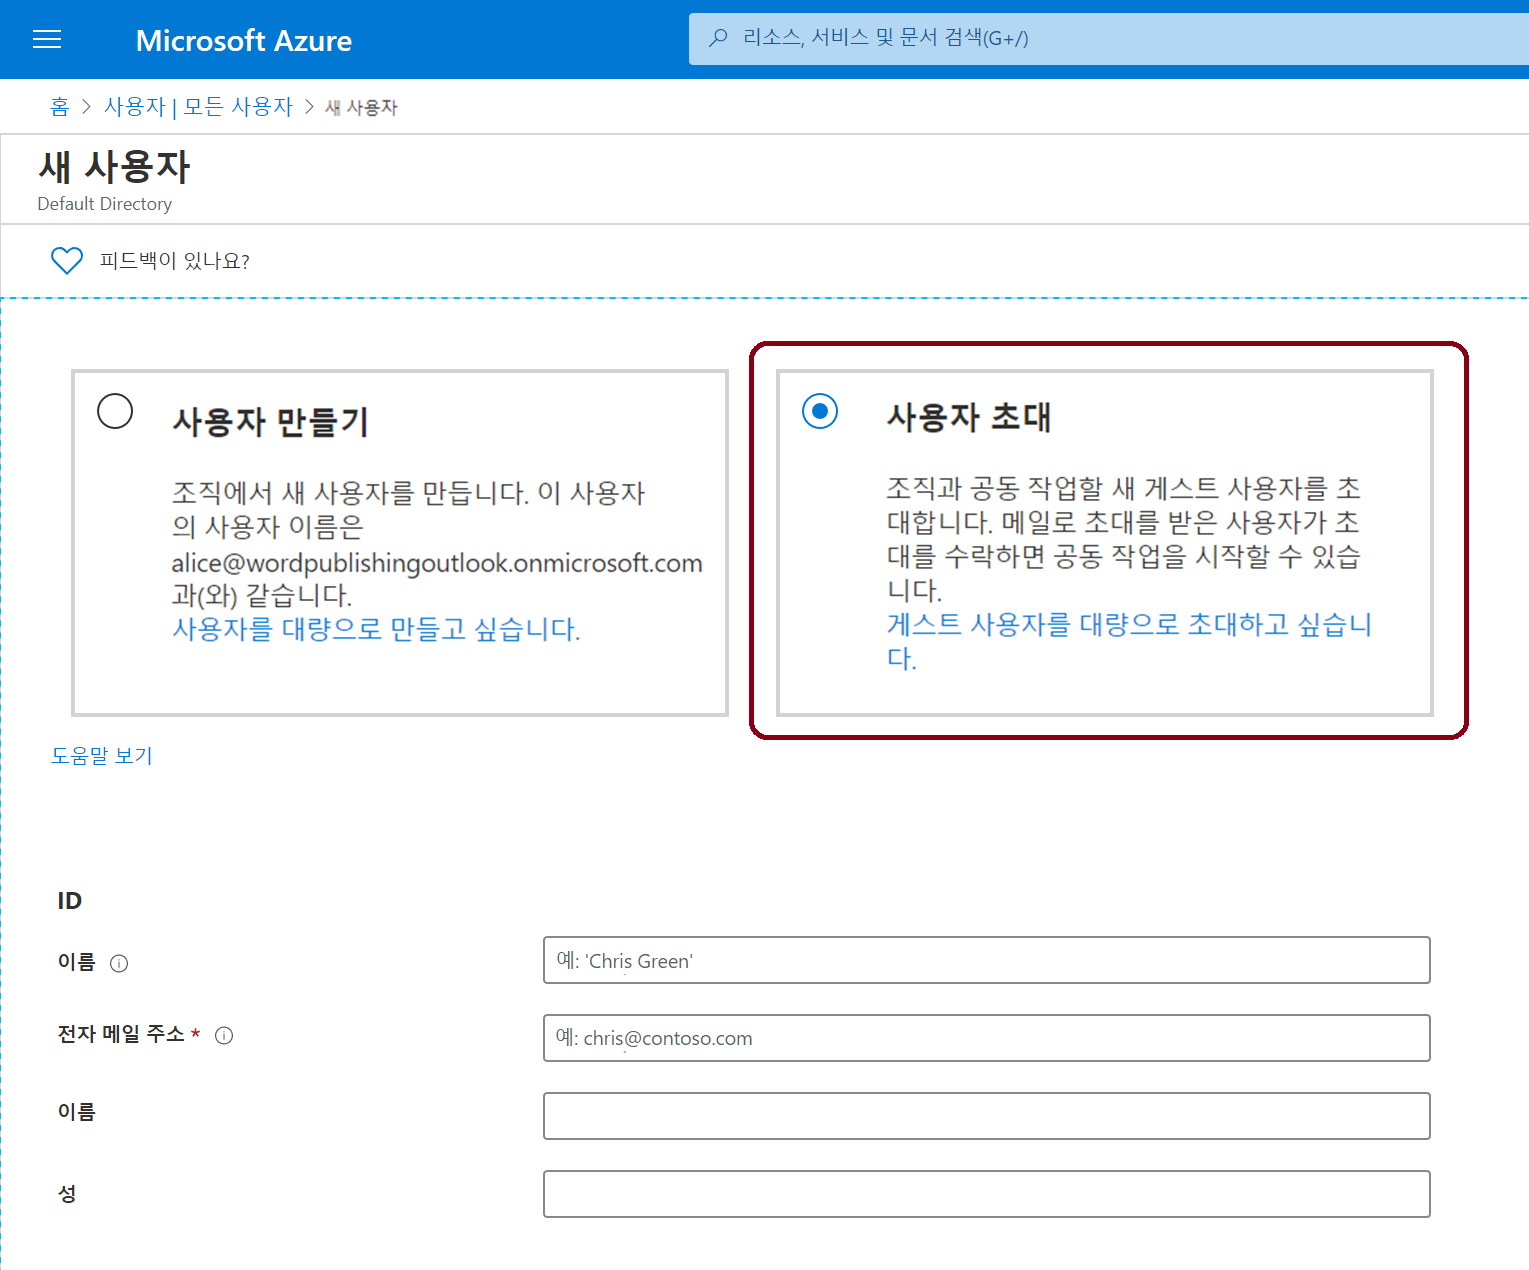 Microsoft Azure
리소스, 서비스 및 문서 검색(G+/)
홈 > 사용자 | 모든 사용자 > 새 사용자
새 사용자
Default Directory
피드백이 있나요?
사용자 만들기
조직에서 새 사용자를 만듭니다. 이 사용자
의 사용자 이름은
alice@wordpublishingoutlook.onmicrosoft.com
과(와) 같습니다.
사용자를 대량으로 만들고 싶습니다.
사용자 초대
조직과 공동 작업할 새 게스트 사용자를 초
대합니다. 메일로 초대를 받은 사용자가 초
대를 수락하면 공동 작업을 시작할 수 있습
니다.
게스트 사용자를 대량으로 초대하고 싶습니
다.
도움말 보기
ID
이름
예: 'Chris Green'
전자 메일 주소 *
예: chris@contoso.com
이름
성